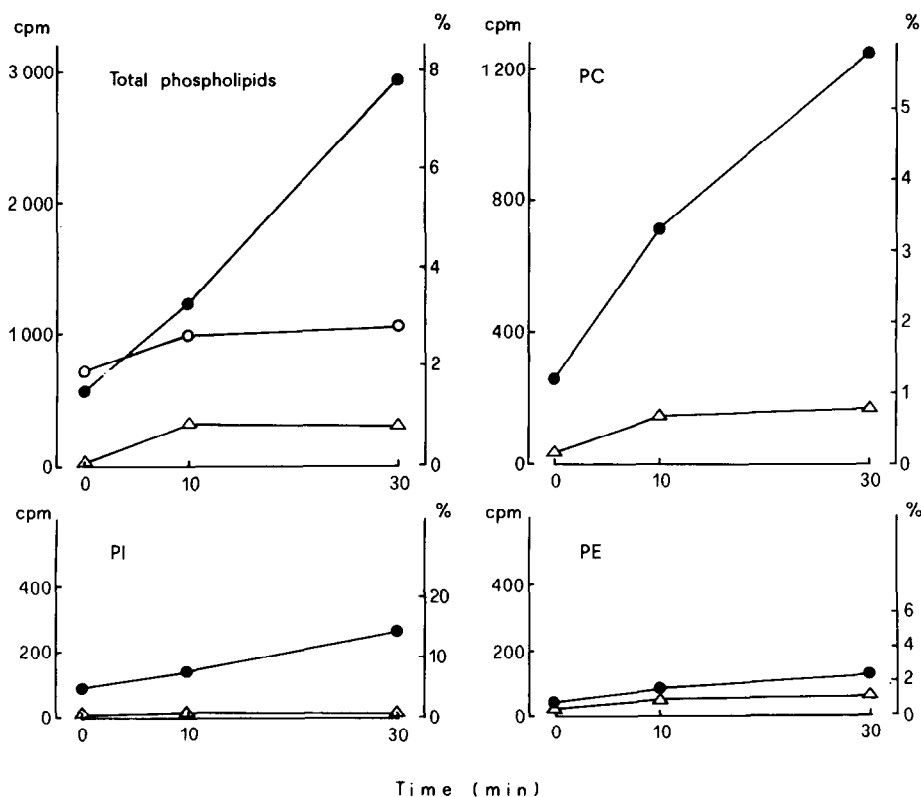 cpm % cpm %
3 000 8 1200
Total phospholipids PC
5
6 4
2 000 800
3
4
1 000 400 2
2
1
0 0 0 0
0 10 30 0 10 30
cpm % cpm %
PI PE
400 400
20 6
200 10 200 4
2
0 0 0 0
0 10 30 0 10 30
Time (min)